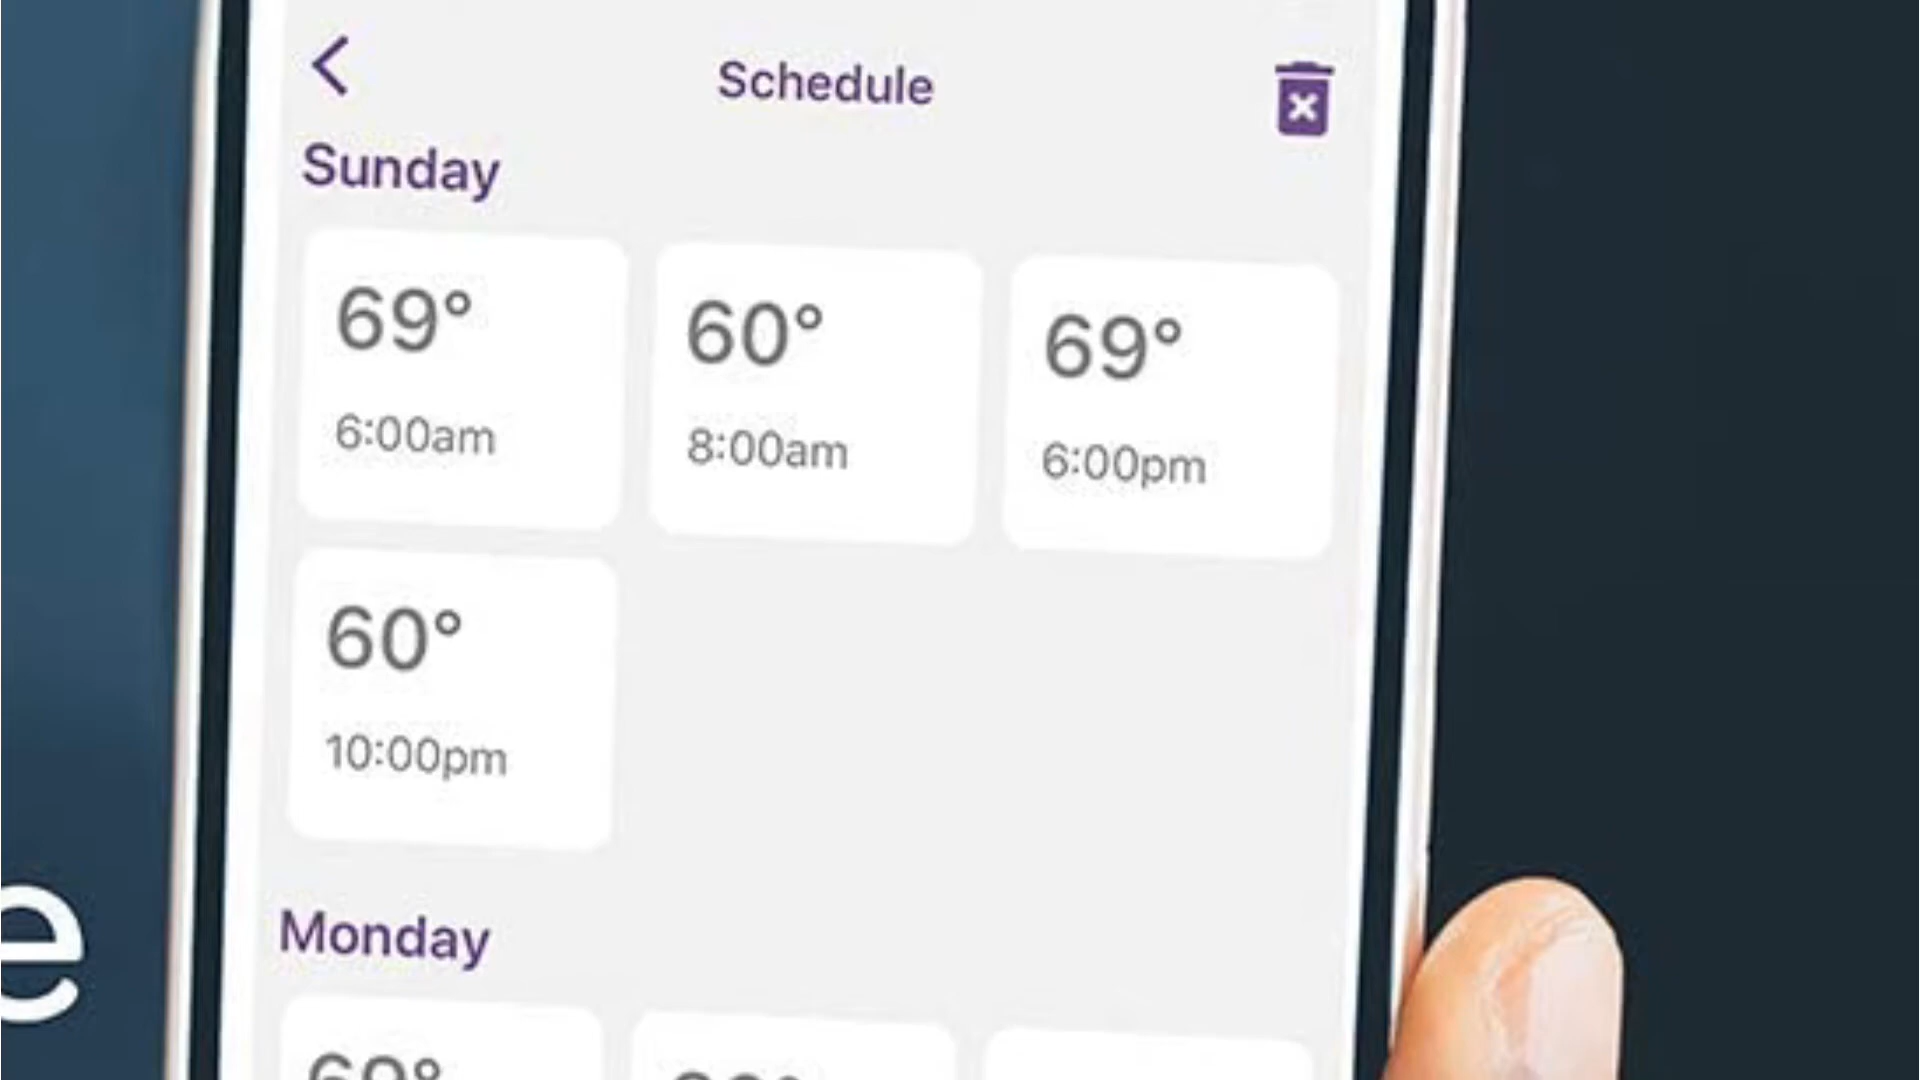 Schedule
Sunday
69° 60° 69°
6:00am 8:00am 6:00pm
60°
10:00pm
Monday
e